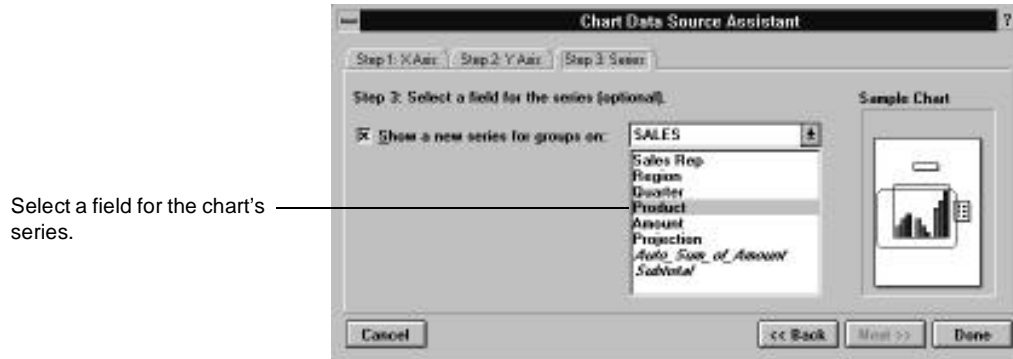 Chart Data Source Assistant ?
Step 1: X Axis Step 2: Y Axis Step 3: Series
Step 3: Select a field for the series (optional). Sample Chart
Show a new series for groups on: SALES
Sales Rep
Region
Quarter
Select a field for the chart's
series.
Product
Amount
Projection
Auto_Sum_of_Amount
Subtotal
Cancel << Back Next >> Done